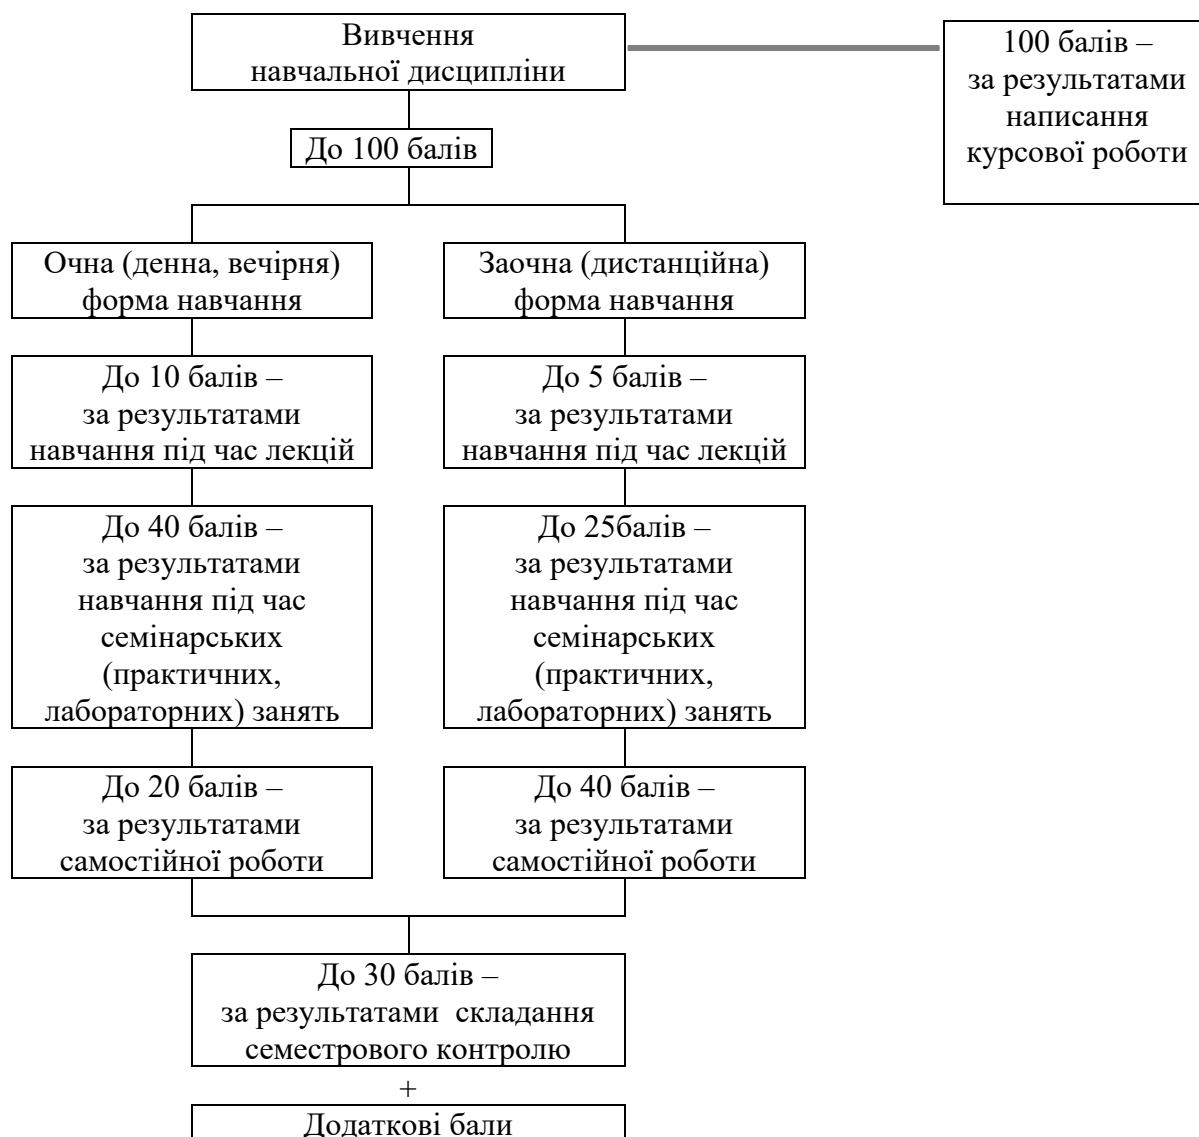 Вивчення
навчальної дисципліни
100 балів –
за результатами
написання
курсової роботи
До 100 балів
Очна (денна, вечірня)
форма навчання
Заочна (дистанційна)
форма навчання
До 10 балів –
за результатами
навчання під час лекцій
До 5 балів –
за результатами
навчання під час лекцій
До 40 балів –
за результатами
навчання під час
семінарських
(практичних,
лабораторних) занять
До 25балів –
за результатами
навчання під час
семінарських
(практичних,
лабораторних) занять
До 20 балів –
за результатами
самостійної роботи
До 40 балів –
за результатами
самостійної роботи
До 30 балів –
за результатами складання
семестрового контролю
+
Додаткові бали